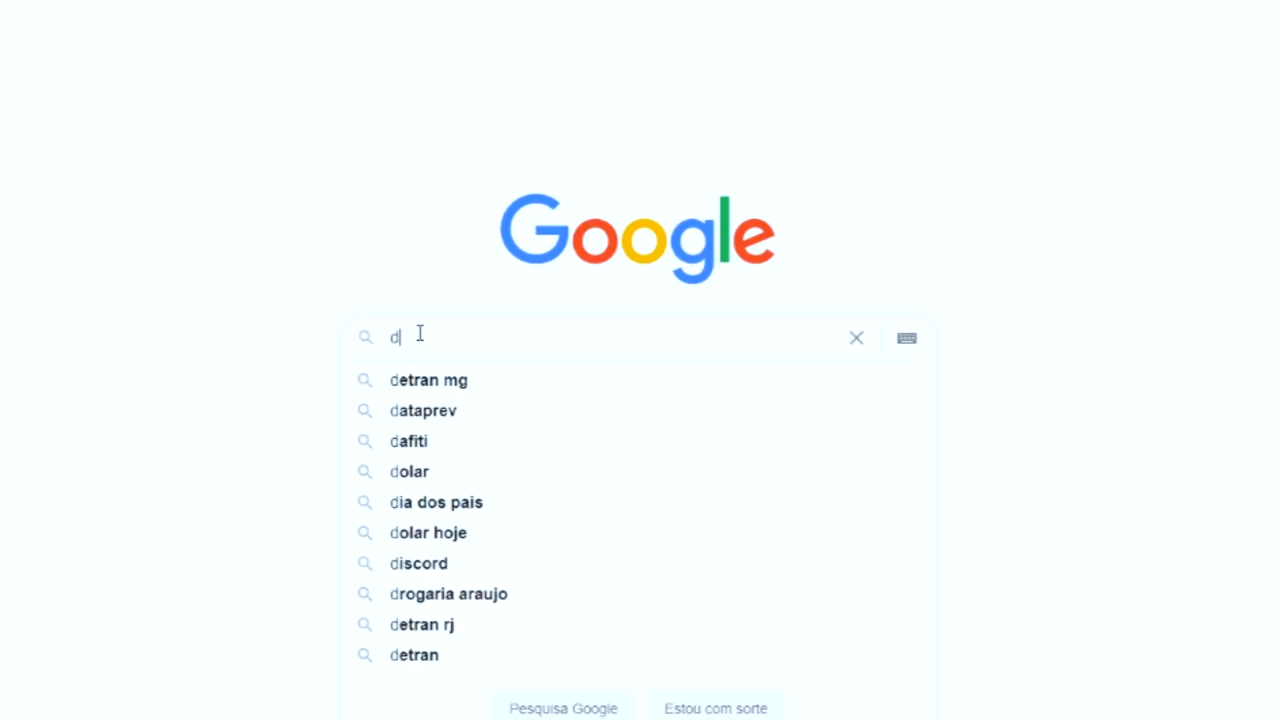 Google
d
detran mg
dataprev
dafiti
dolar
dia dos pais
dolar hoje
discord
drogaria araujo
detran rj
detran
Pesquisa Google
Estou com sorte